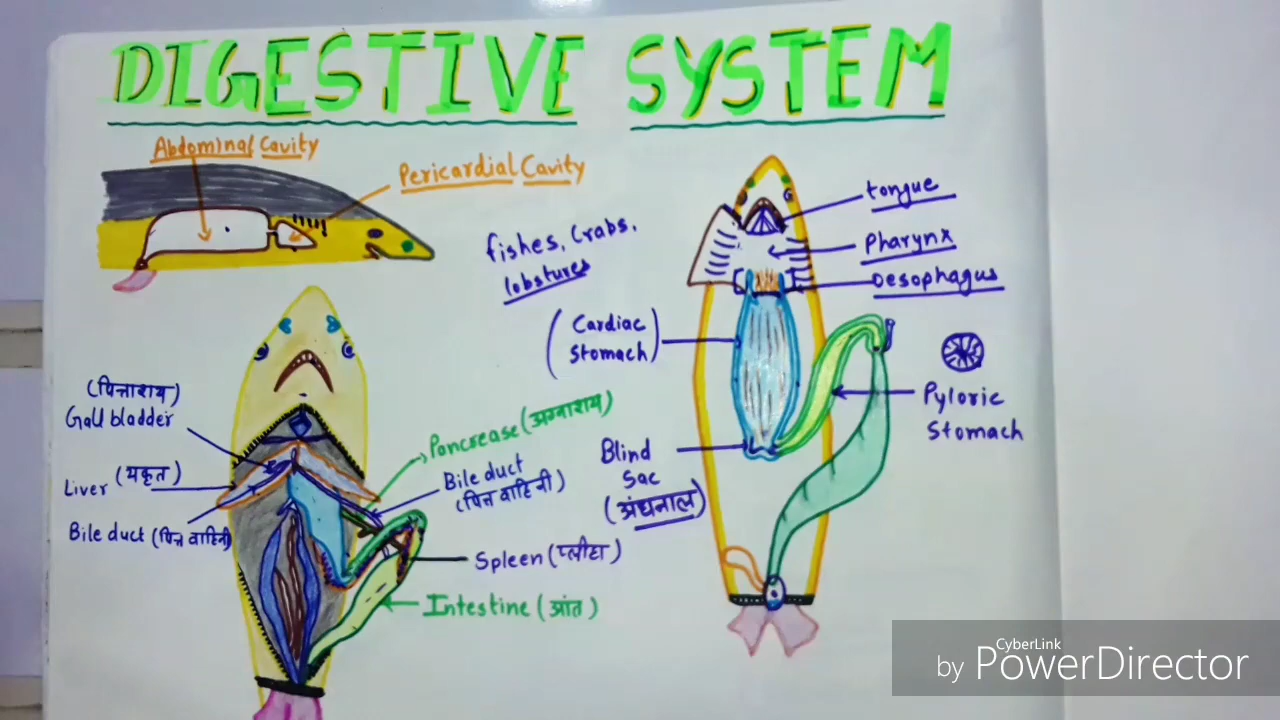 DIGESTIVE SYSTEM
Abdominal Cavity
Pericardial Cavity
fishes, Crabs,
lobstures
tongue
Pharynx
Oesophagus
(Cardiac
Stomach)
Pyloric
Stomach
Blind
Sac
(अंधनाल)
(पित्ताशय)
Gall bladder
Liver (यकृत)
Bile duct (पित्त वाहिनी)
Pancrease (अग्नाशय)
Bile duct
(पित्त वाहिनी)
Spleen (प्लीहा)
Intestine (आंत)
CyberLink
by PowerDirector